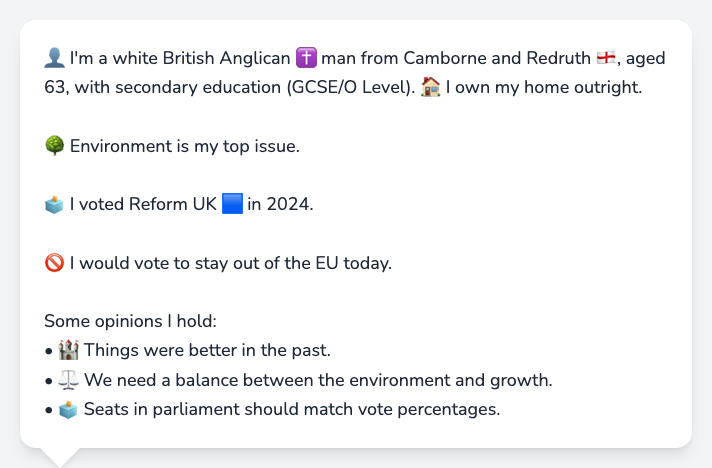 👤 I'm a white British Anglican ✝️ man from Camborne and Redruth 🏴󠁧󠁢󠁥󠁮󠁧󠁿, aged
63, with secondary education (GCSE/O Level). 🏠 I own my home outright.
🌳 Environment is my top issue.
🗳️ I voted Reform UK 🟦 in 2024.
🚫 I would vote to stay out of the EU today.
Some opinions I hold:
• 🏰 Things were better in the past.
• ⚖️ We need a balance between the environment and growth.
• 🗳️ Seats in parliament should match vote percentages.